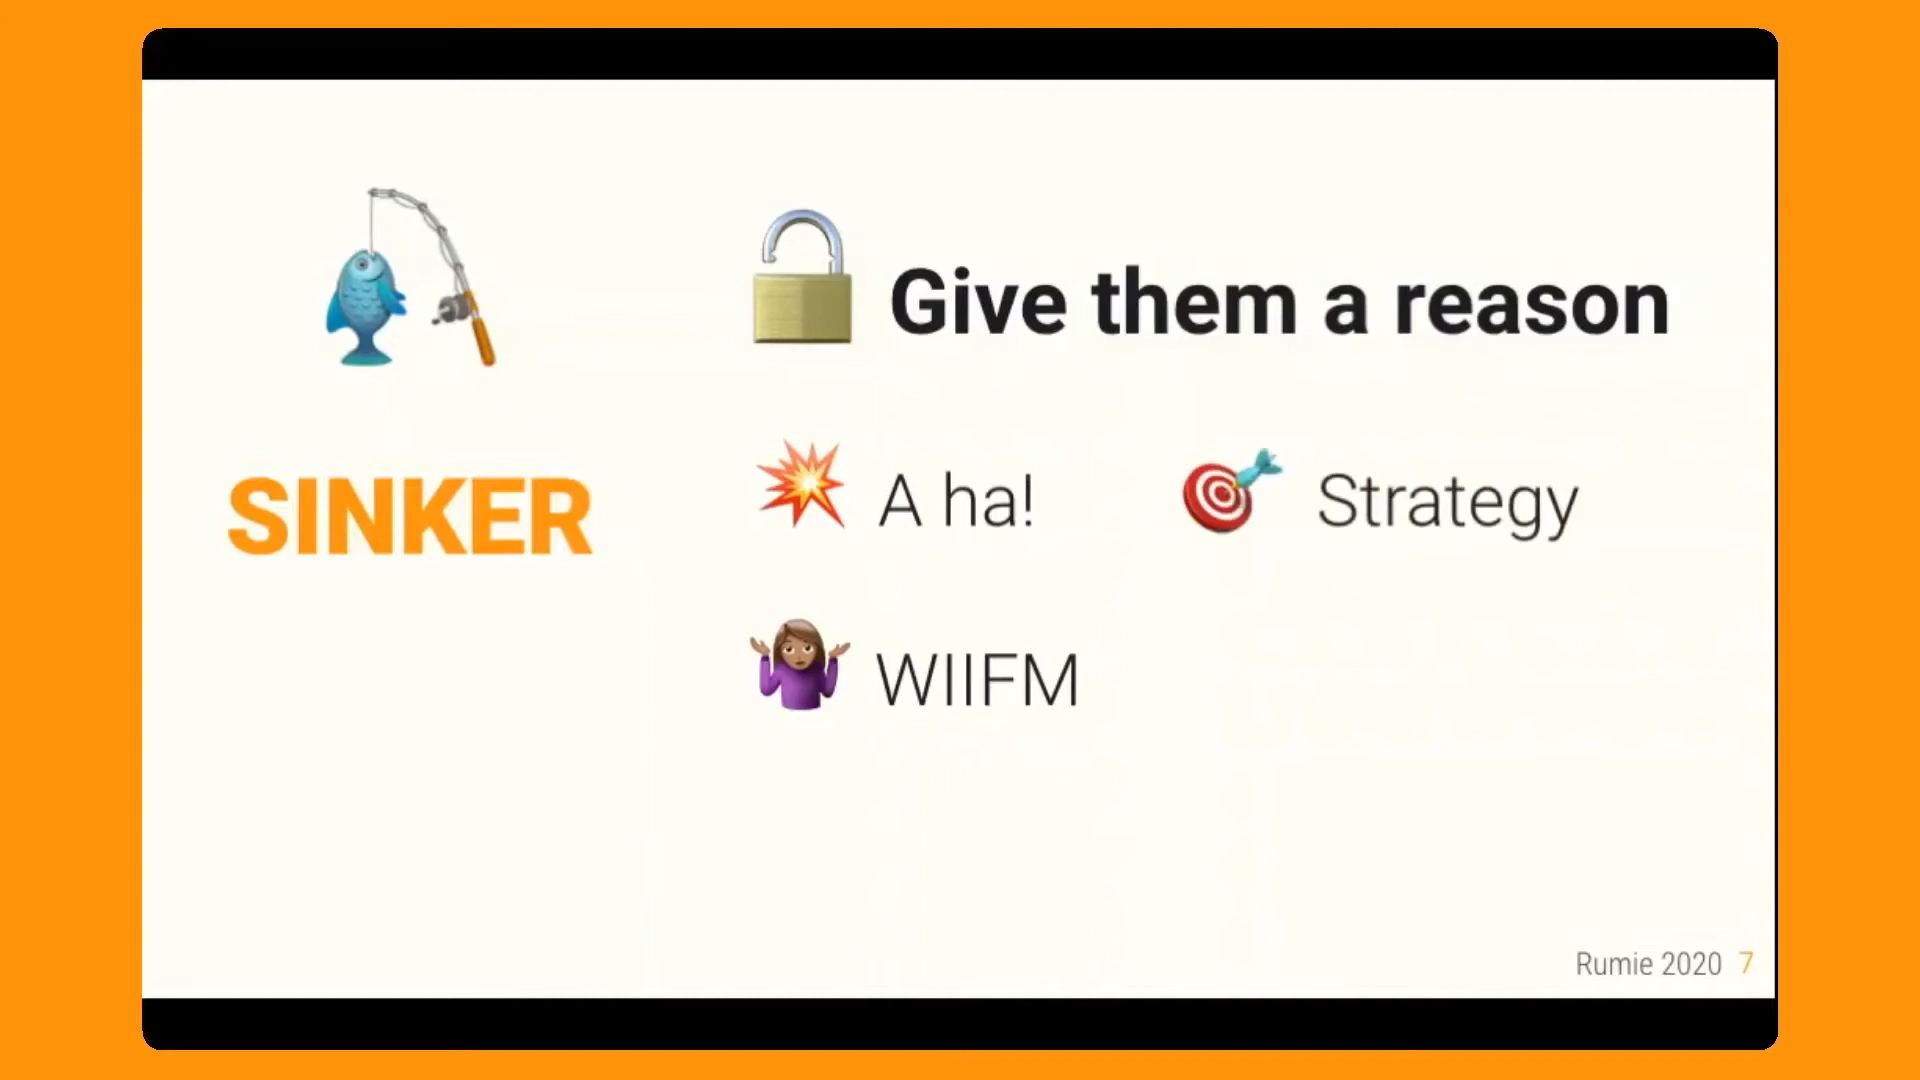 SINKER
Give them a reason
A ha!
Strategy
WIIFM
Rumie 2020 7